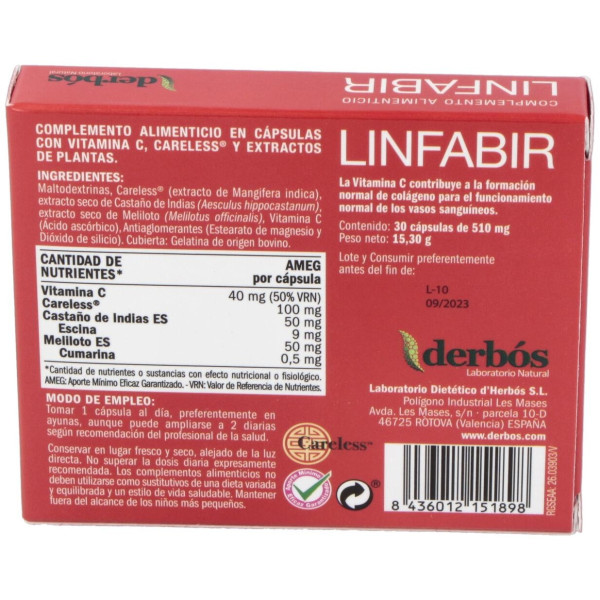 LINFABIR
COMPLEMENTO ALIMENTICIO
derbós
Laboratorio Natural
COMPLEMENTO ALIMENTICIO EN CÁPSULAS
CON VITAMINA C, CARELESS® Y EXTRACTOS
DE PLANTAS.
INGREDIENTES:
Maltodextrinas, Careless® (extracto de Mangifera indica),
extracto seco de Castaño de Indias (Aesculus hippocastanum),
extracto seco de Meliloto (Melilotus officinalis), Vitamina C
(Ácido ascórbico), Antiaglomerantes (Estearato de magnesio y
Dióxido de silicio). Cubierta: Gelatina de origen bovino.
CANTIDAD DE NUTRIENTES* AMEG por cápsula
Vitamina C 40 mg (50% VRN)
Careless® 100 mg
Castaño de Indias ES 50 mg
Escina 9 mg
Meliloto ES 50 mg
Cumarina 0,5 mg
*Cantidad de nutrientes o sustancias con efecto nutricional o fisiológico.
AMEG: Aporte Mínimo Eficaz Garantizado. - VRN: Valor de Referencia de Nutrientes.
MODO DE EMPLEO:
Tomar 1 cápsula al día, preferentemente en
ayunas, aunque puede ampliarse a 2 diarias
según recomendación del profesional de la salud.
Conservar en lugar fresco y seco, alejado de la luz
directa. No superar la dosis diaria expresamente
recomendada. Los complementos alimenticios no
deben utilizarse como sustitutivos de una dieta variada
y equilibrada y un estilo de vida saludable. Mantener
fuera del alcance de los niños más pequeños.
Careless™
Aporte Mínimo
Eficaz Garantizado
LINFABIR
La Vitamina C contribuye a la formación
normal de colágeno para el funcionamiento
normal de los vasos sanguíneos.
Contenido: 30 cápsulas de 510 mg
Peso neto: 15,30 g
Lote y Consumir preferentemente
antes del fin de:
L-10
09/2023
derbós
Laboratorio Natural
Laboratorio Dietético d'Herbós S.L.
Polígono Industrial Les Mases
Avda. Les Mases, s/n - parcela 10-D
46725 RÒTOVA (Valencia) ESPAÑA
www.derbos.com
8 436012 151898
RGSEAA: 26.03903/V